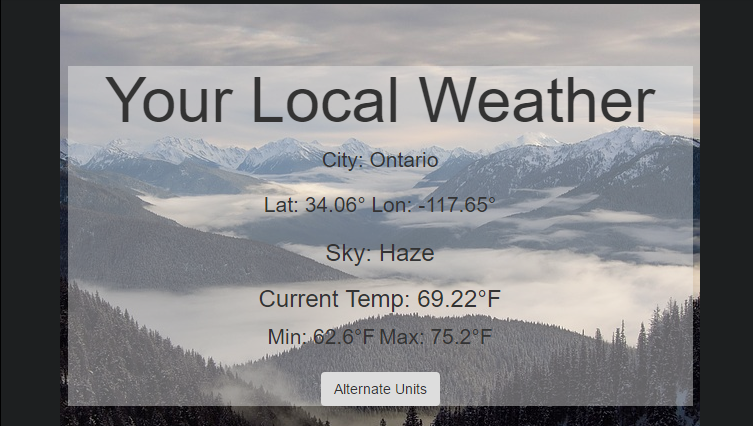 Your Local Weather
City: Ontario
Lat: 34.06° Lon: -117.65°
Sky: Haze
Current Temp: 69.22°F
Min: 62.6°F Max: 75.2°F
Alternate Units